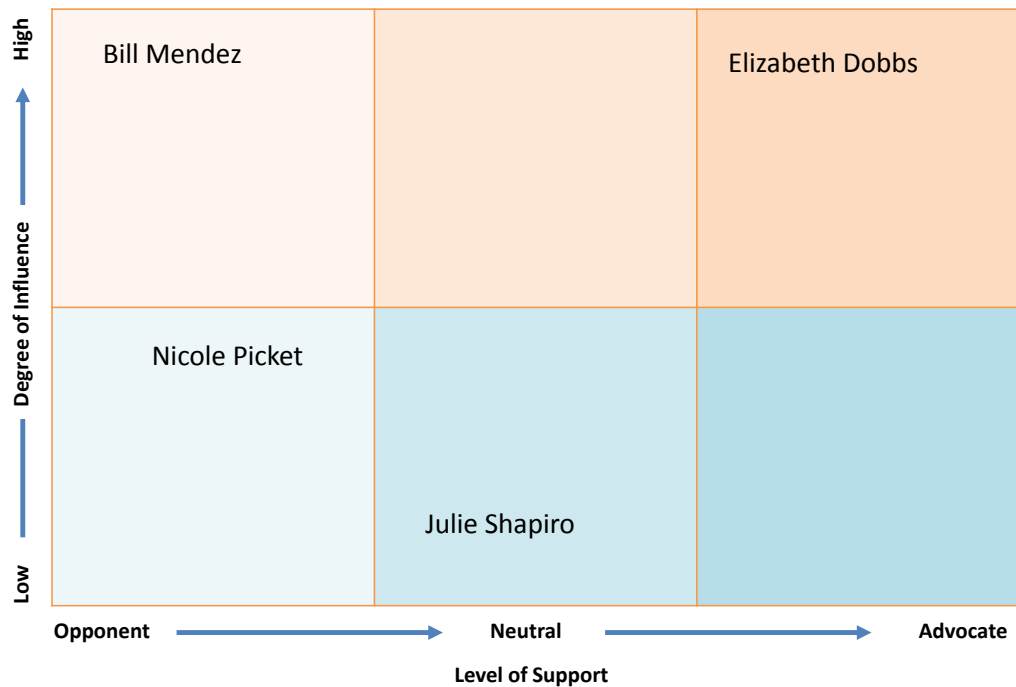 High
Bill Mendez
Elizabeth Dobbs
Degree of Influence
Nicole Picket
Julie Shapiro
Low
Opponent
Neutral
Advocate
Level of Support